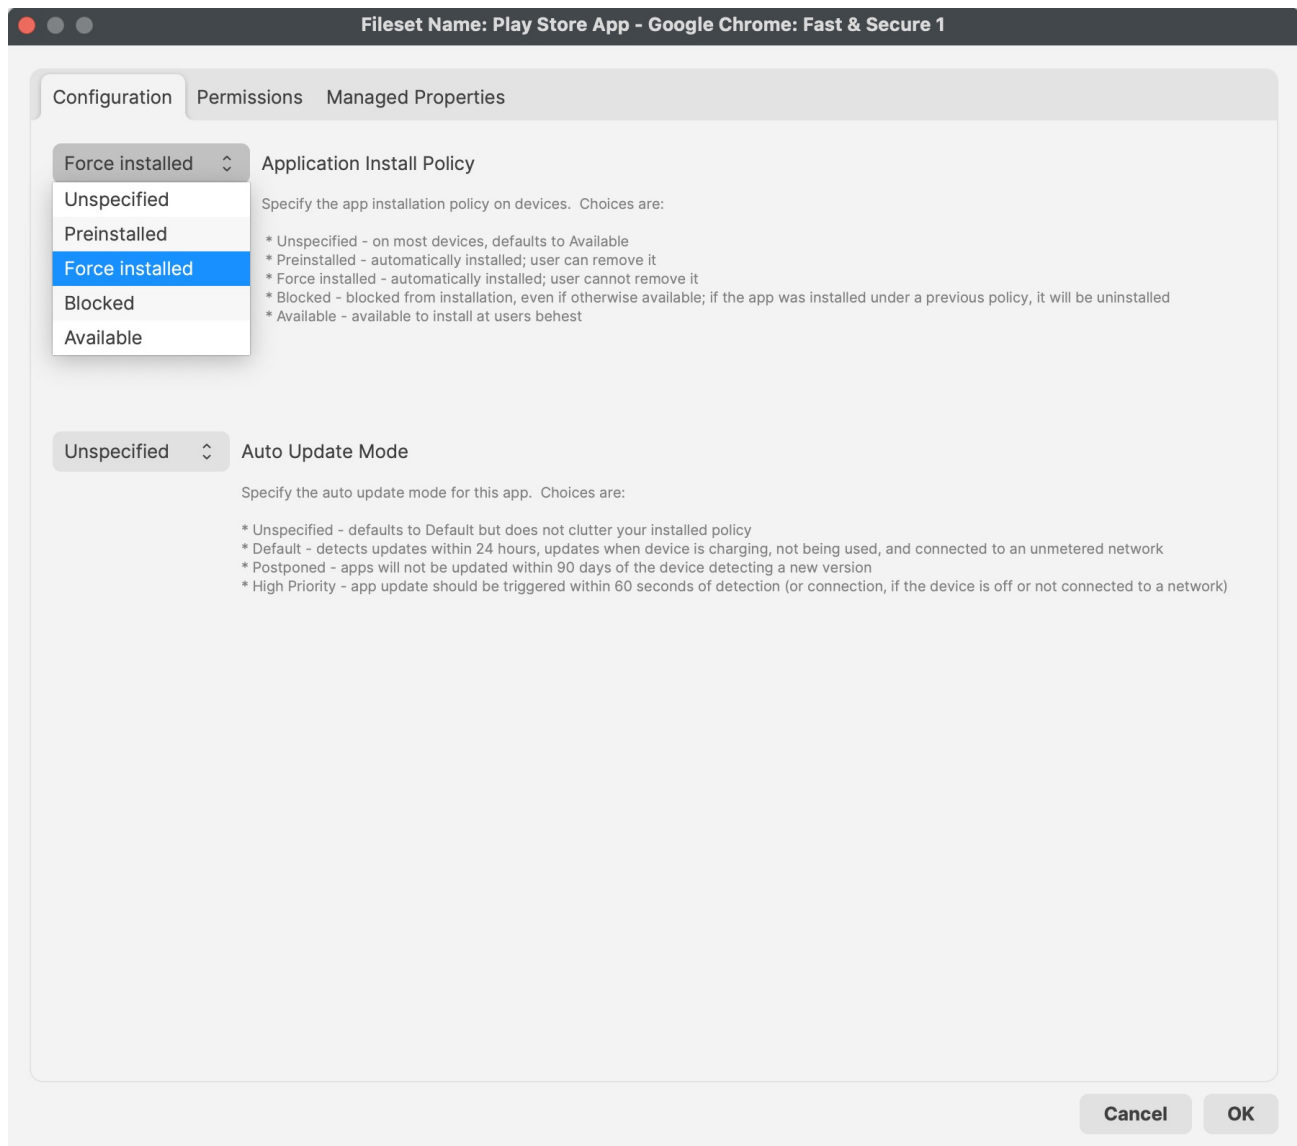 Fileset Name: Play Store App - Google Chrome: Fast & Secure 1
Configuration Permissions Managed Properties
Force installed Application Install Policy
Unspecified
Preinstalled
Force installed
Blocked
Available
Specify the app installation policy on devices.  Choices are:
* Unspecified - on most devices, defaults to Available
* Preinstalled - automatically installed; user can remove it
* Force installed - automatically installed; user cannot remove it
* Blocked - blocked from installation, even if otherwise available; if the app was installed under a previous policy, it will be uninstalled
* Available - available to install at users behest
Unspecified Auto Update Mode
Specify the auto update mode for this app.  Choices are:
* Unspecified - defaults to Default but does not clutter your installed policy
* Default - detects updates within 24 hours, updates when device is charging, not being used, and connected to an unmetered network
* Postponed - apps will not be updated within 90 days of the device detecting a new version
* High Priority - app update should be triggered within 60 seconds of detection (or connection, if the device is off or not connected to a network)
Cancel OK